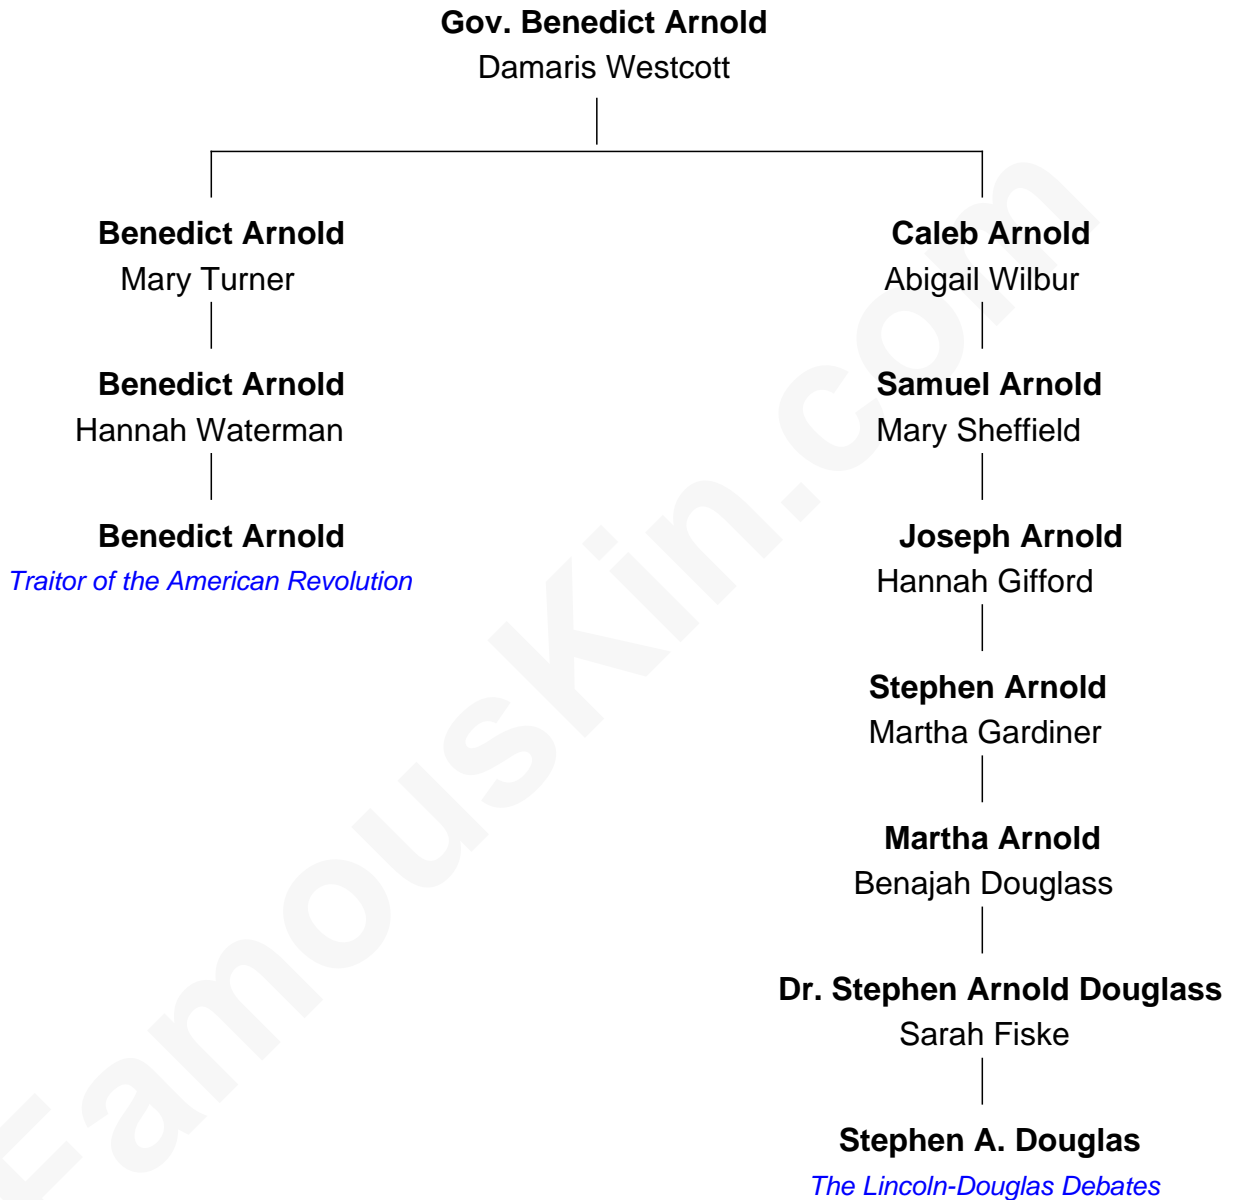 Gov. Benedict Arnold
Damaris Westcott
Benedict Arnold
Mary Turner
Benedict Arnold
Hannah Waterman
Benedict Arnold
Traitor of the American Revolution
Caleb Arnold
Abigail Wilbur
Samuel Arnold
Mary Sheffield
Joseph Arnold
Hannah Gifford
Stephen Arnold
Martha Gardiner
Martha Arnold
Benajah Douglass
Dr. Stephen Arnold Douglass
Sarah Fiske
Stephen A. Douglas
The Lincoln-Douglas Debates
FamousKin.com